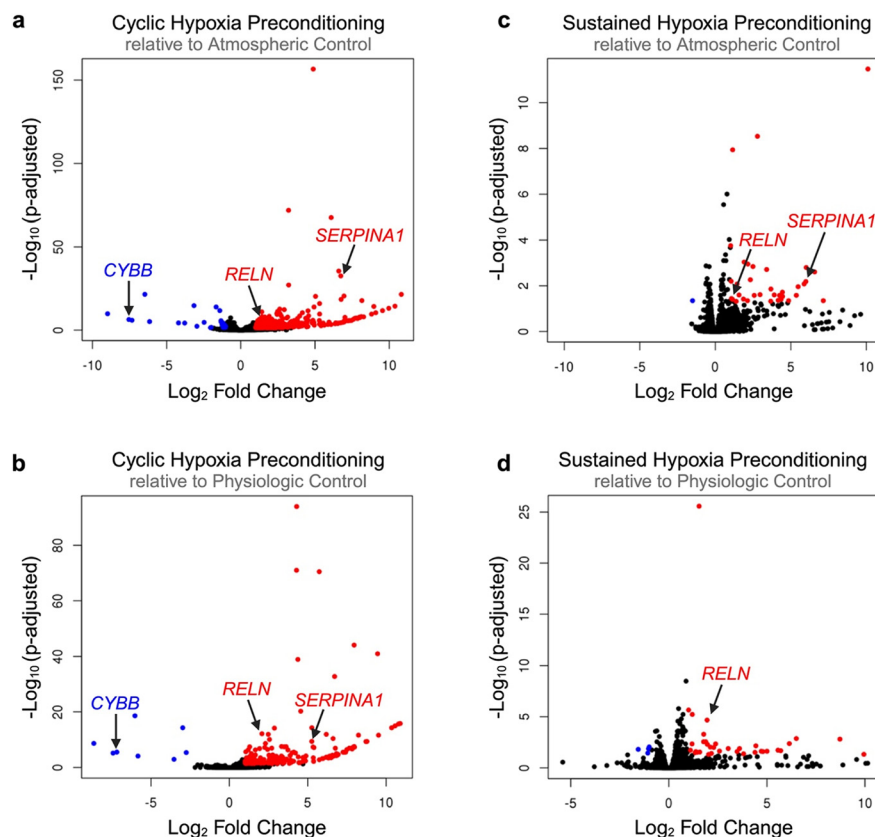 a
Cyclic Hypoxia Preconditioning
relative to Atmospheric Control
-Log10 (p-adjusted)
150
100
50
0
CYBB
RELN
SERPINA1
-10 -5 0 5 10
Log2 Fold Change
c
Sustained Hypoxia Preconditioning
relative to Atmospheric Control
-Log10 (p-adjusted)
10
8
6
4
2
0
RELN
SERPINA1
-10 -5 0 5 10
Log2 Fold Change
b
Cyclic Hypoxia Preconditioning
relative to Physiologic Control
-Log10 (p-adjusted)
80
60
40
20
0
CYBB
RELN
SERPINA1
-5 0 5 10
Log2 Fold Change
d
Sustained Hypoxia Preconditioning
relative to Physiologic Control
-Log10 (p-adjusted)
25
20
15
10
5
0
RELN
-5 0 5 10
Log2 Fold Change